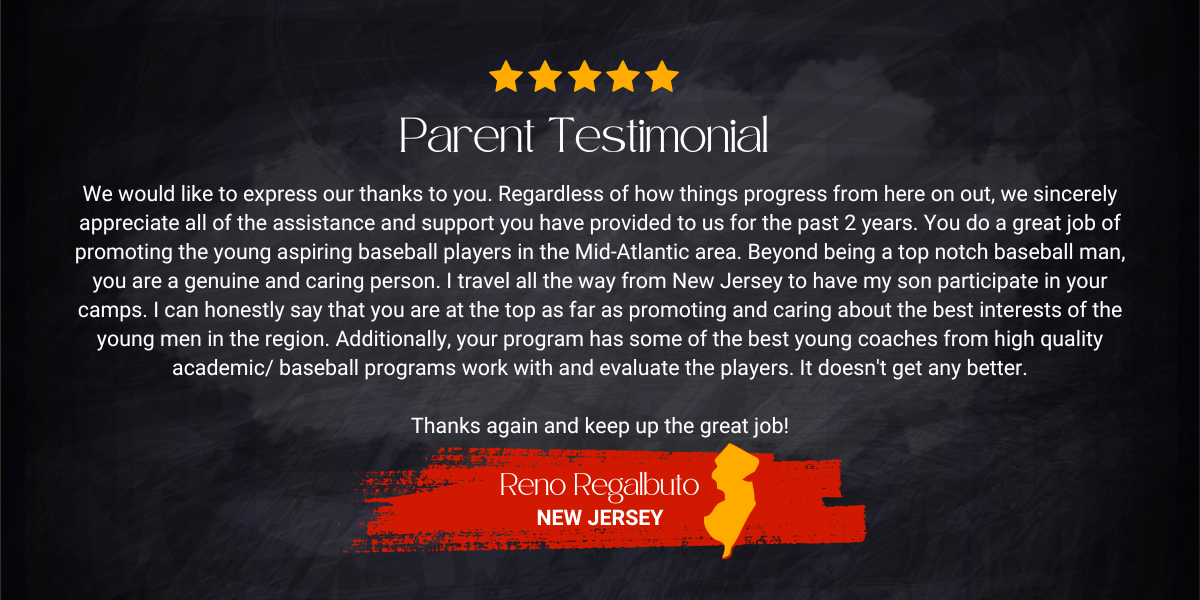 Parent Testimonial
We would like to express our thanks to you. Regardless of how things progress from here on out, we sincerely
appreciate all of the assistance and support you have provided to us for the past 2 years. You do a great job of
promoting the young aspiring baseball players in the Mid-Atlantic area. Beyond being a top notch baseball man,
you are a genuine and caring person. I travel all the way from New Jersey to have my son participate in your
camps. I can honestly say that you are at the top as far as promoting and caring about the best interests of the
young men in the region. Additionally, your program has some of the best young coaches from high quality
academic/ baseball programs work with and evaluate the players. It doesn't get any better.
Thanks again and keep up the great job!
Reno Regalbuto
NEW JERSEY